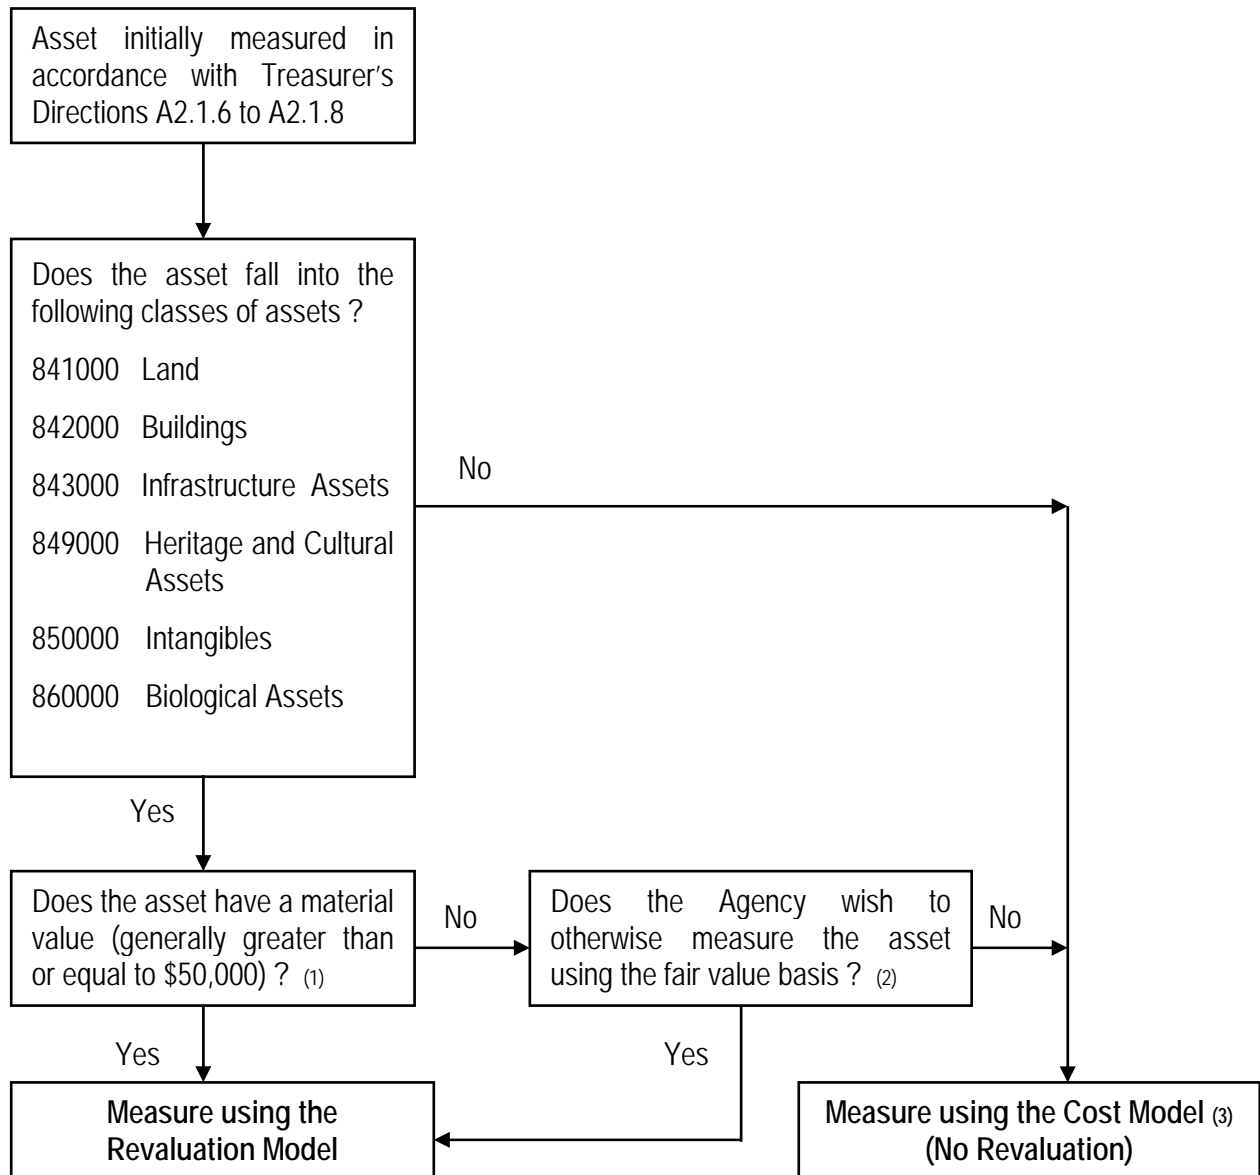 Asset initially measured in
accordance with Treasurer's
Directions A2.1.6 to A2.1.8
Does the asset fall into the
following classes of assets ?
841000 Land
842000 Buildings
843000 Infrastructure Assets
849000 Heritage and Cultural
Assets
850000 Intangibles
860000 Biological Assets
No
Yes
Does the asset have a material
value (generally greater than
or equal to $50,000) ? (1)
No
Does the Agency wish to
otherwise measure the asset
using the fair value basis ? (2)
No
Yes
Yes
Measure using the
Revaluation Model
Measure using the Cost Model (3)
(No Revaluation)